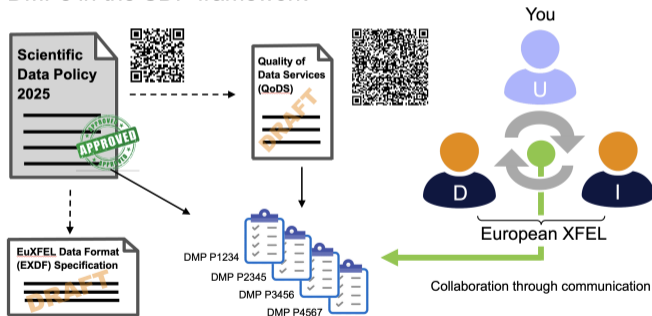 Scientific
Data Policy
2025
APPROVED
Quality of
Data Services
(QoDS)
DRAFT
You
U
D
I
European XFEL
EuXFEL Data Format
(EXDF) Specification
DRAFT
DMP P1234
DMP P2345
DMP P3456
DMP P4567
Collaboration through communication